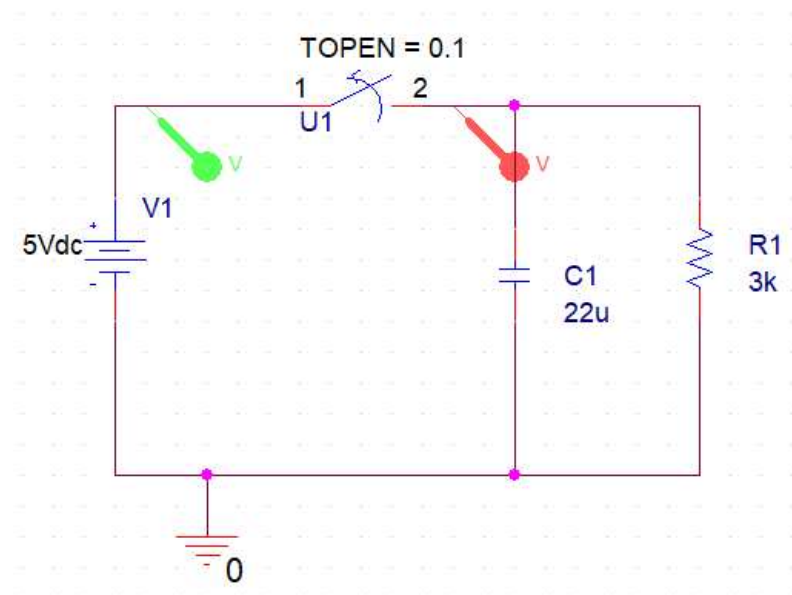 TOPEN = 0.1
1 2
U1
V V
V1
5Vdc
+
-
C1
22u
R1
3k
0